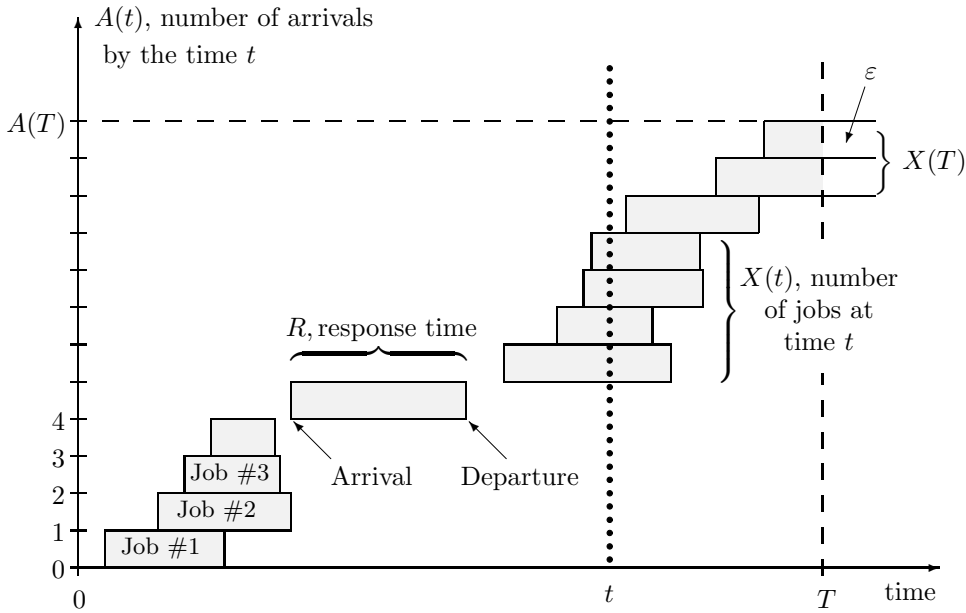 A(t), number of arrivals
by the time t
ε
A(T)
X(T)
X(t), number
of jobs at
time t
R, response time
4
3
2
1
0
Job #3
Job #2
Job #1
Arrival
Departure
0
t
T
time